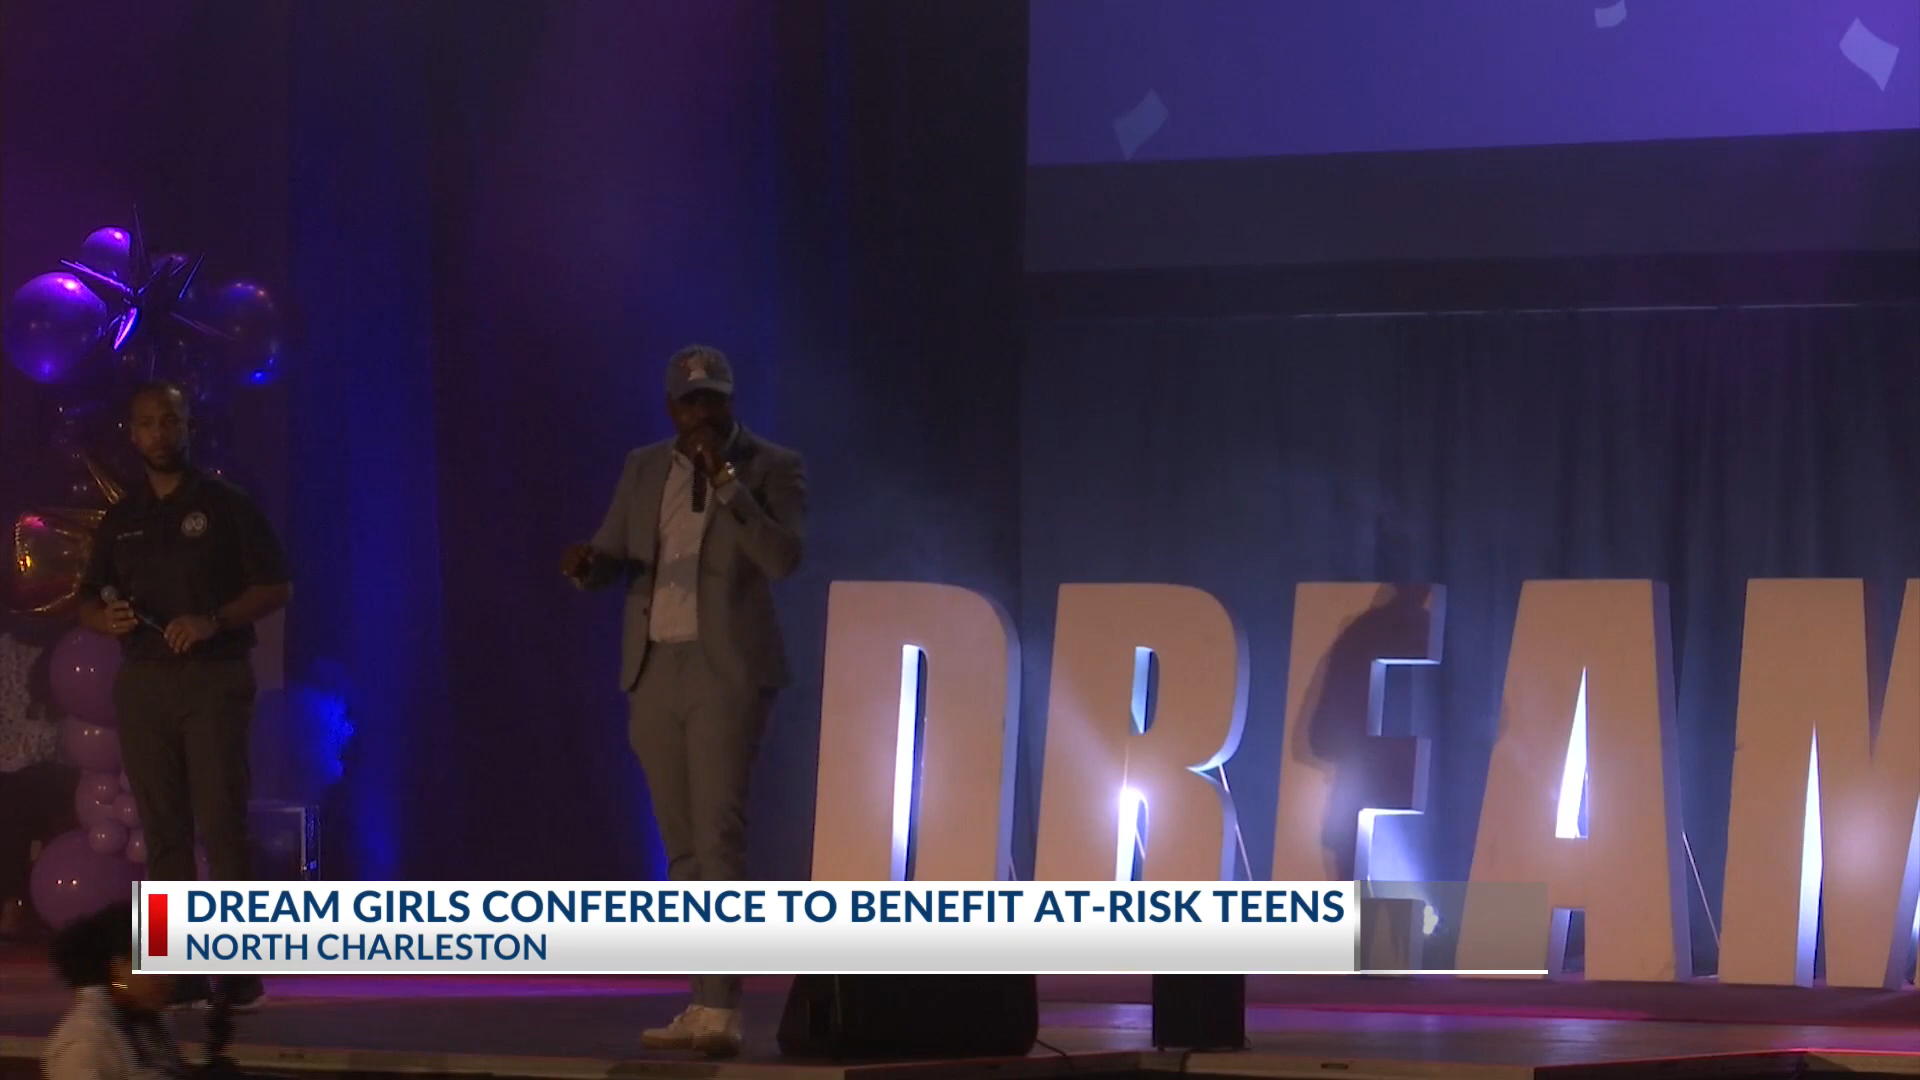 DREAM
DREAM GIRLS CONFERENCE TO BENEFIT AT-RISK TEENS
NORTH CHARLESTON